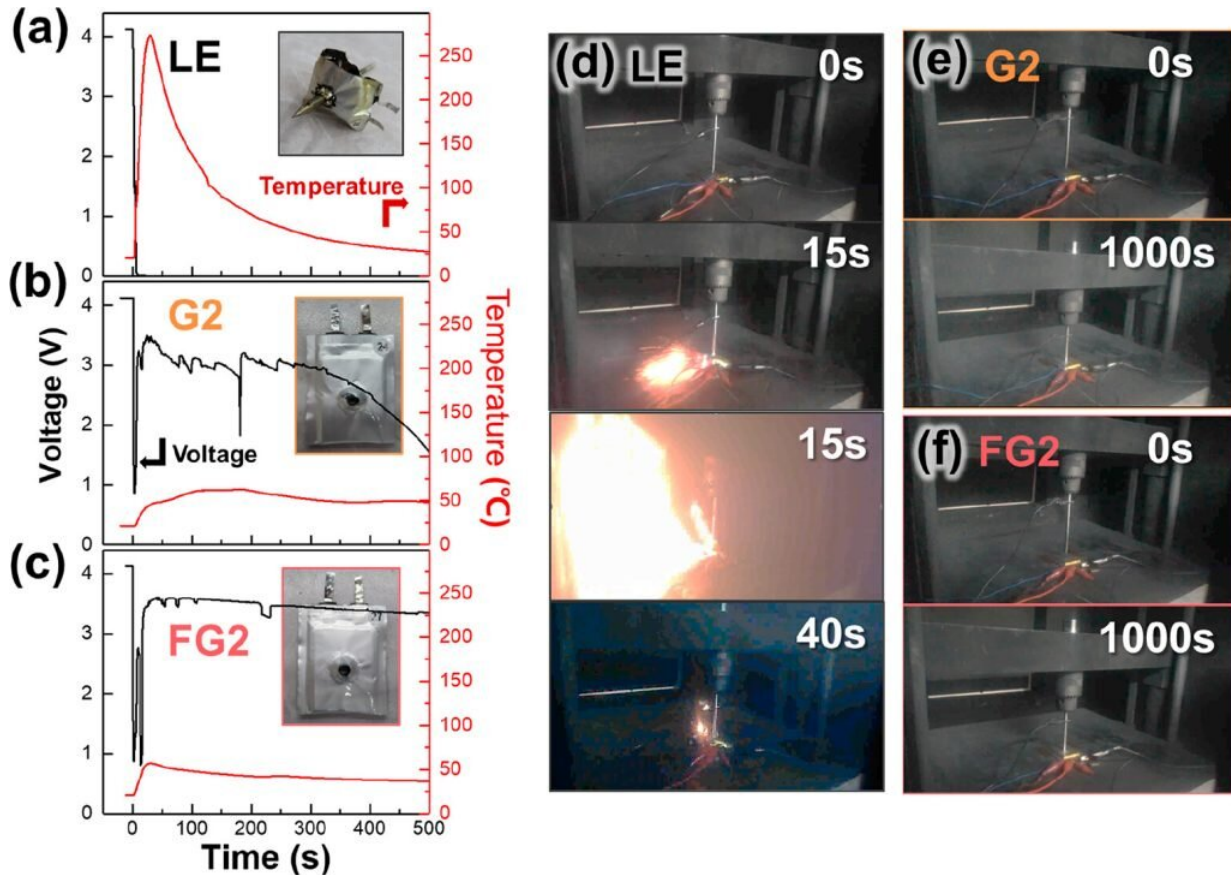 (a)
LE
Temperature
4
3
2
1
0
250
200
150
100
50
0
(b)
G2
Voltage
4
3
2
1
0
250
200
150
100
50
0
(c)
FG2
4
3
2
1
0
250
200
150
100
50
0
Voltage (V)
Temperature (°C)
0 100 200 300 400 500
Time (s)
(d) LE
0s
15s
15s
40s
(e) G2
0s
1000s
(f) FG2
0s
1000s